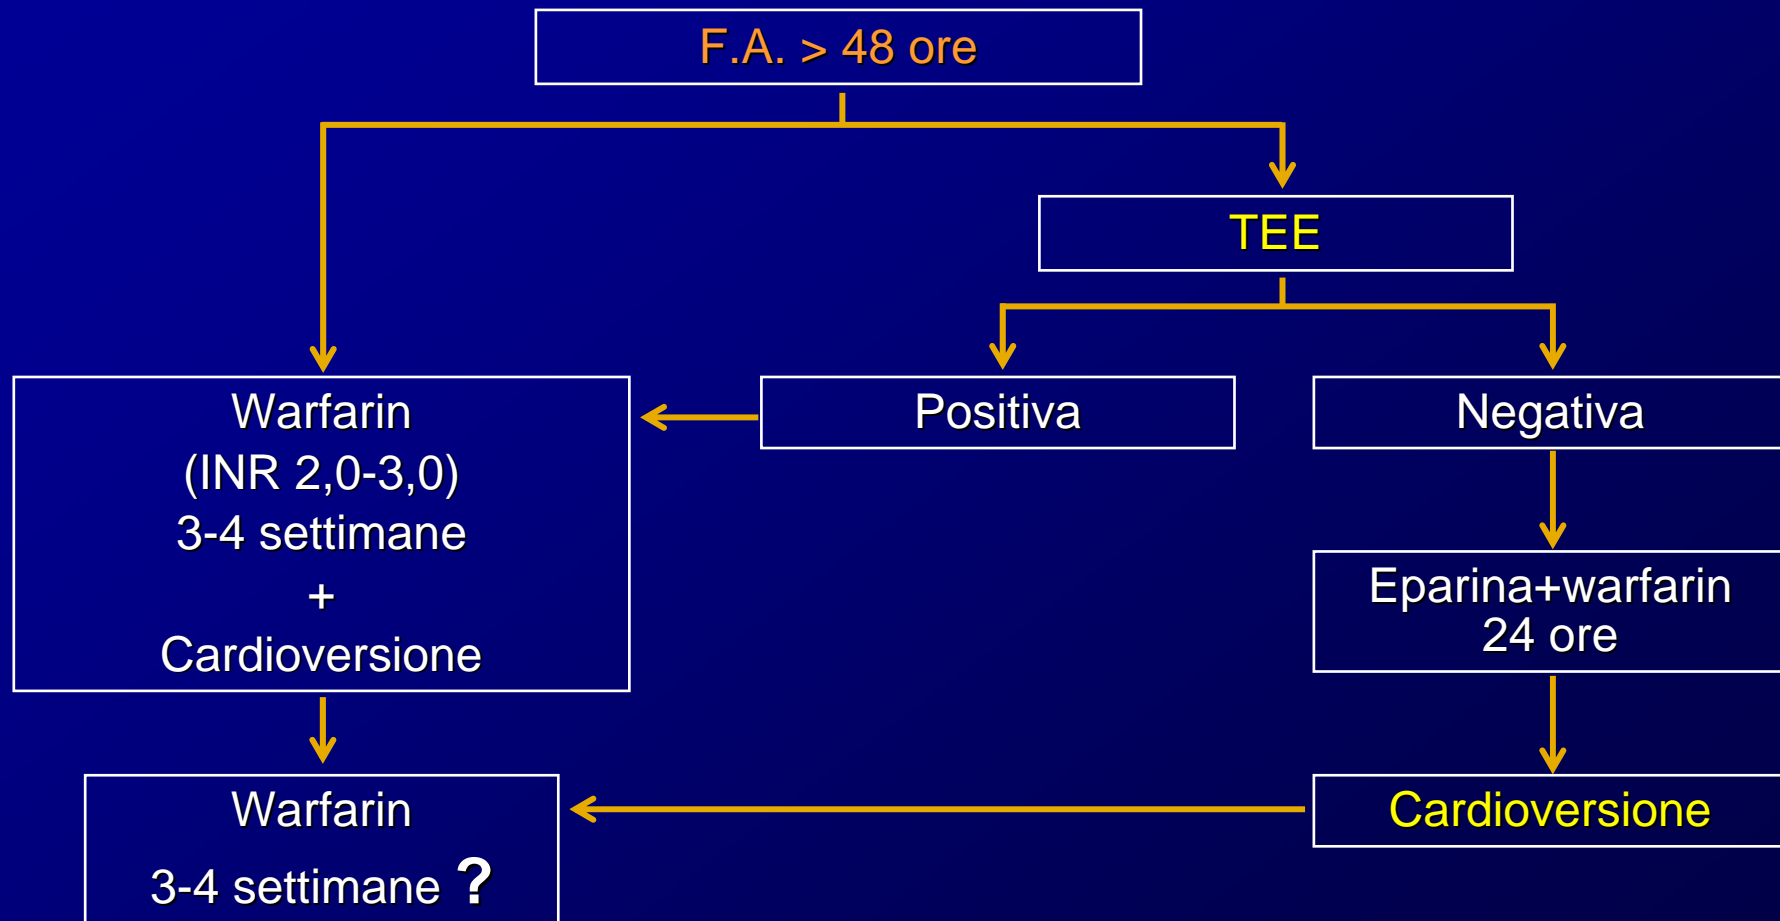 F.A. > 48 ore
TEE
Warfarin
(INR 2,0-3,0)
3-4 settimane
+
Cardioversione
Positiva
Negativa
Eparina+warfarin
24 ore
Cardioversione
Warfarin
3-4 settimane ?